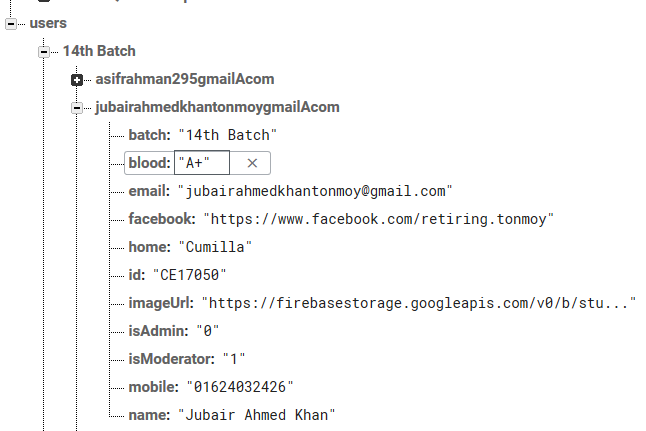 users
14th Batch
asifrahman295gmailAcom
jubairahmedkhantonmoygmailAcom
batch: "14th Batch"
blood: "A+" ×
email: "jubairahmedkhantonmoy@gmail.com"
facebook: "https://www.facebook.com/retiring.tonmoy"
home: "Cumilla"
id: "CE17050"
imageUrl: "https://firebasestorage.googleapis.com/v0/b/stu..."
isAdmin: "0"
isModerator: "1"
mobile: "01624032426"
name: "Jubair Ahmed Khan"